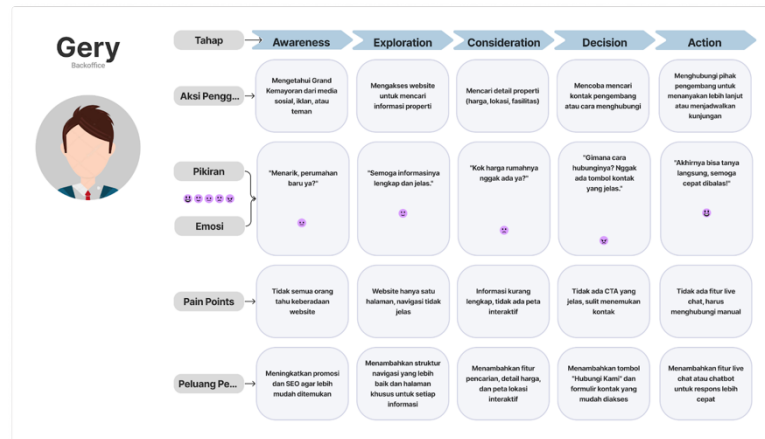 Gery
Backoffice
Tahap
Awareness
Exploration
Consideration
Decision
Action
Aksi Pengg...
Mengetahui Grand
Kemayoran dari media
sosial, iklan, atau
teman
Mengakses website
untuk mencari
informasi properti
Mencari detail properti
(harga, lokasi, fasilitas)
Mencoba mencari
kontak pengembang
atau cara menghubungi
Menghubungi pihak
pengembang untuk
menanyakan lebih lanjut
atau menjadwalkan
kunjungan
Pikiran
Emosi
"Menarik, perumahan
baru ya?"
"Semoga informasinya
lengkap dan jelas."
"Kok harga rumahnya
nggak ada ya?"
"Gimana cara
hubunginya? Nggak
ada tombol kontak
yang jelas."
"Akhirnya bisa tanya
langsung, semoga
cepat dibalas!"
Pain Points
Tidak semua orang
tahu keberadaan
website
Website hanya satu
halaman, navigasi tidak
jelas
Informasi kurang
lengkap, tidak ada peta
interaktif
Tidak ada CTA yang
jelas, sulit menemukan
kontak
Tidak ada fitur live
chat, harus
menghubungi manual
Peluang Pe...
Meningkatkan promosi
dan SEO agar lebih
mudah ditemukan
Menambahkan struktur
navigasi yang lebih
baik dan halaman
khusus untuk setiap
informasi
Menambahkan fitur
pencarian, detail harga,
dan peta lokasi
interaktif
Menambahkan tombol
"Hubungi Kami" dan
formulir kontak yang
mudah diakses
Menambahkan fitur live
chat atau chatbot
untuk respons lebih
cepat